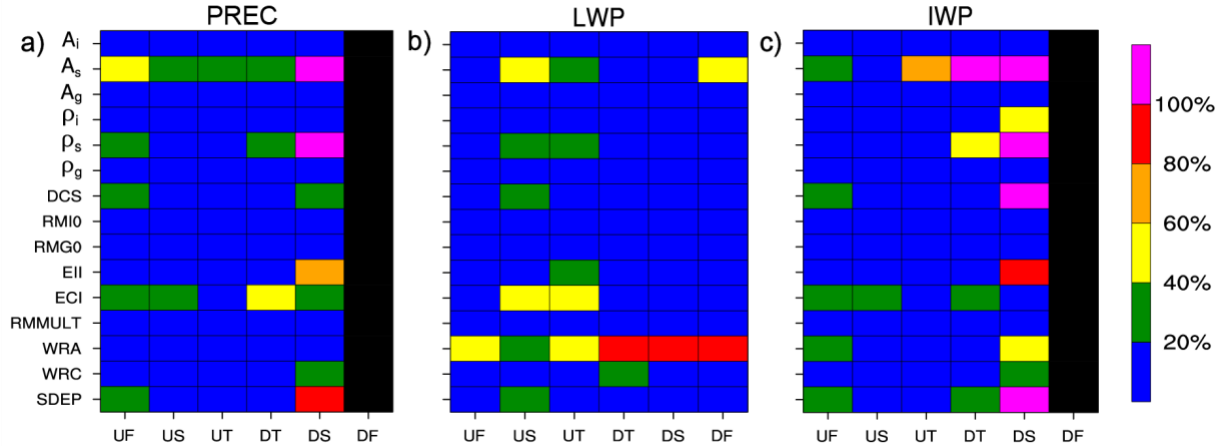 PREC
LWP
IWP
a)
b)
c)
Ai
As
Ag
ρi
ρs
ρg
DCS
RMI0
RMG0
EII
ECI
RMMULT
WRA
WRC
SDEP
100%
80%
60%
40%
20%
UF US UT DT DS DF
UF US UT DT DS DF
UF US UT DT DS DF